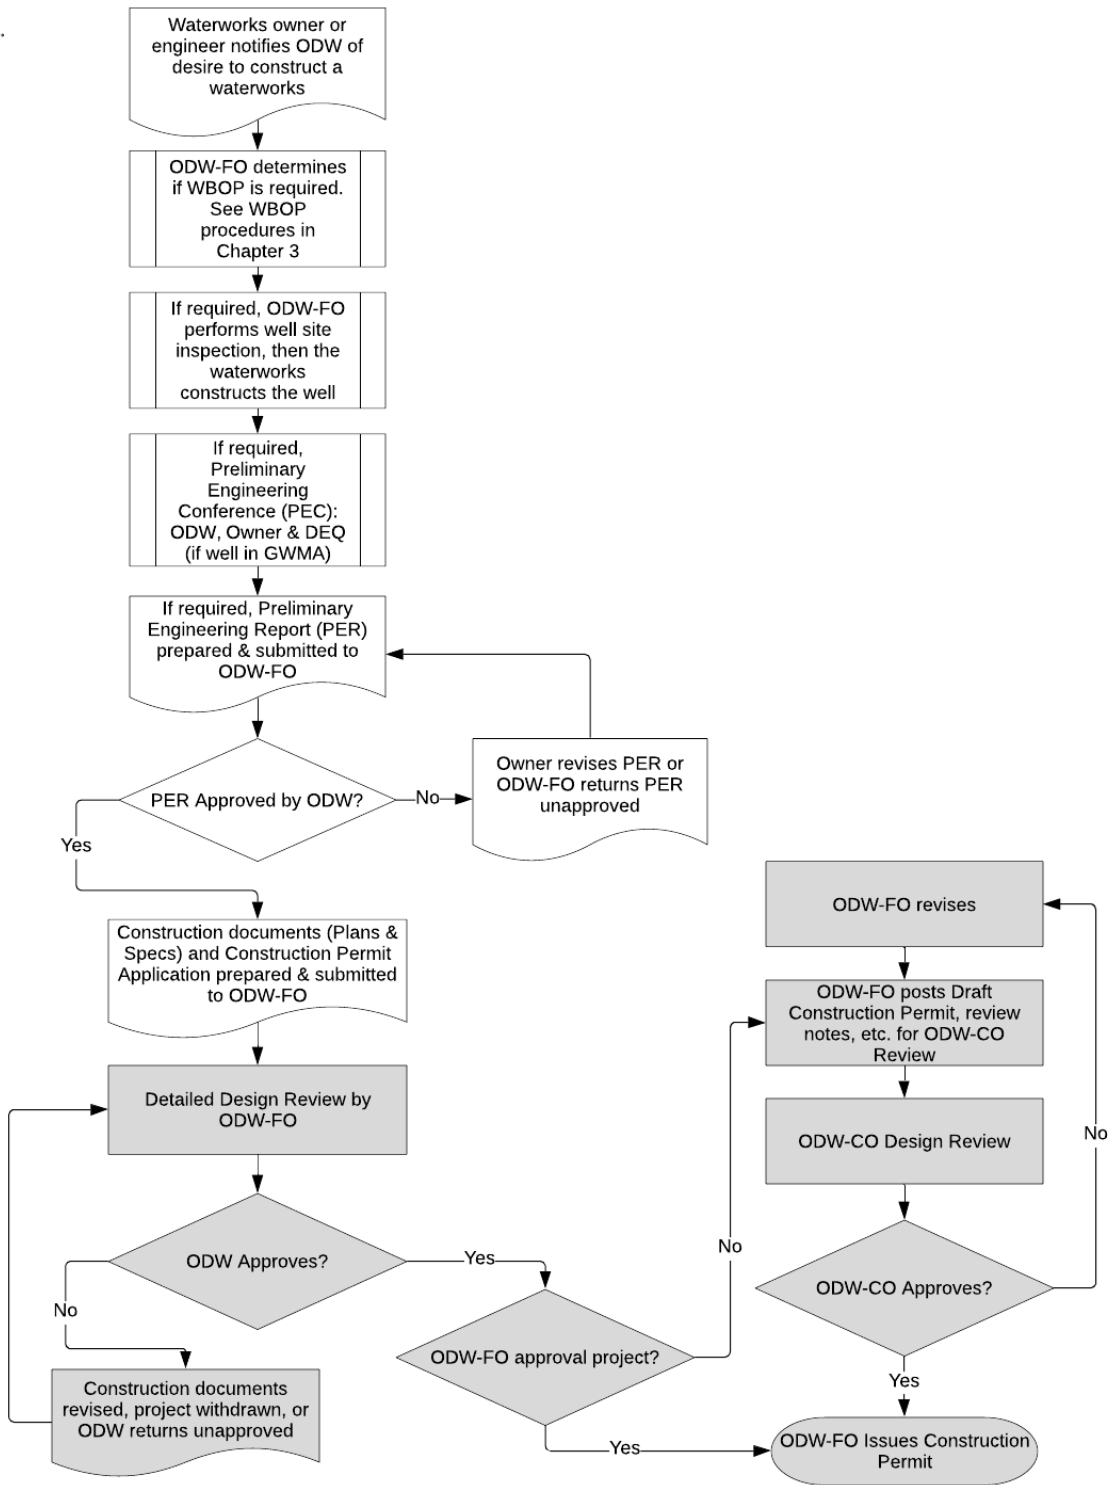 Waterworks owner or
engineer notifies ODW of
desire to construct a
waterworks
ODW-FO determines
if WBOP is required.
See WBOP
procedures in
Chapter 3
If required, ODW-FO
performs well site
inspection, then the
waterworks
constructs the well
If required,
Preliminary
Engineering
Conference (PEC):
ODW, Owner & DEQ
(if well in GWMA)
If required, Preliminary
Engineering Report (PER)
prepared & submitted to
ODW-FO
PER Approved by ODW?
No
Owner revises PER or
ODW-FO returns PER
unapproved
Yes
Construction documents (Plans &
Specs) and Construction Permit
Application prepared & submitted
to ODW-FO
Detailed Design Review by
ODW-FO
ODW Approves?
No
Construction documents
revised, project withdrawn, or
ODW returns unapproved
Yes
ODW-FO approval project?
Yes
No
ODW-FO revises
ODW-FO posts Draft
Construction Permit, review
notes, etc. for ODW-CO
Review
ODW-CO Design Review
ODW-CO Approves?
No
Yes
ODW-FO Issues Construction
Permit